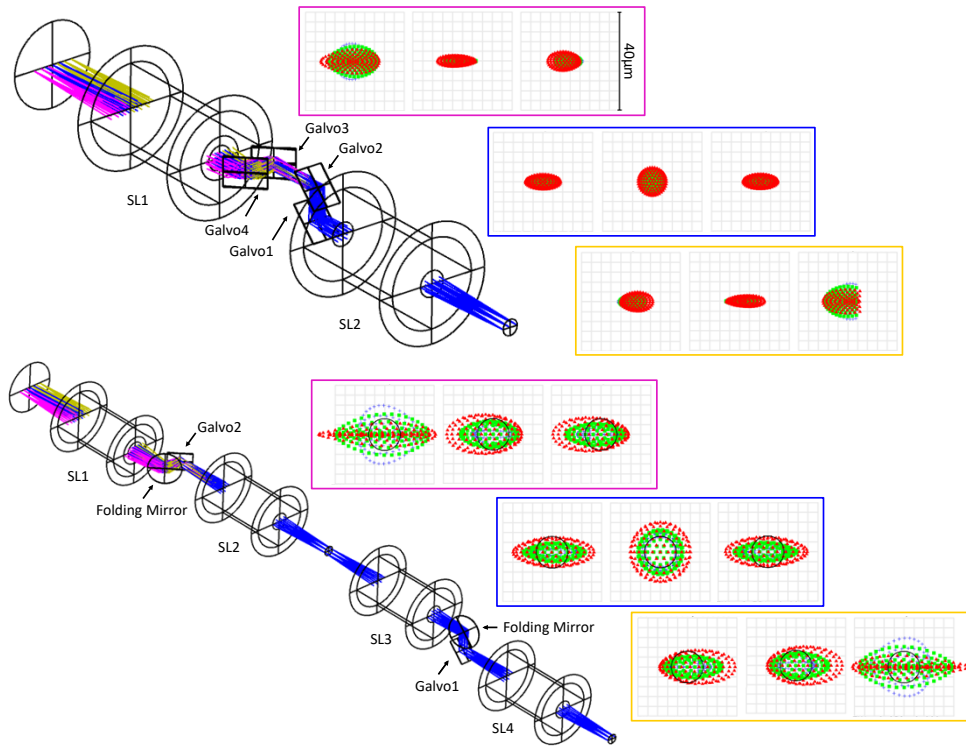 40μm
Galvo3
Galvo2
SL1
Galvo4
Galvo1
SL2
Galvo2
SL1
Folding Mirror
SL2
SL3
Folding Mirror
Galvo1
SL4